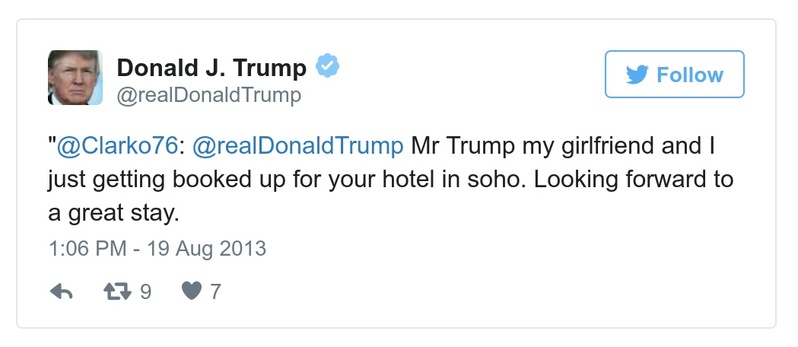 Donald J. Trump
@realDonaldTrump
Follow
"@Clarko76: @realDonaldTrump Mr Trump my girlfriend and I
just getting booked up for your hotel in soho. Looking forward to
a great stay.
1:06 PM - 19 Aug 2013
9 7